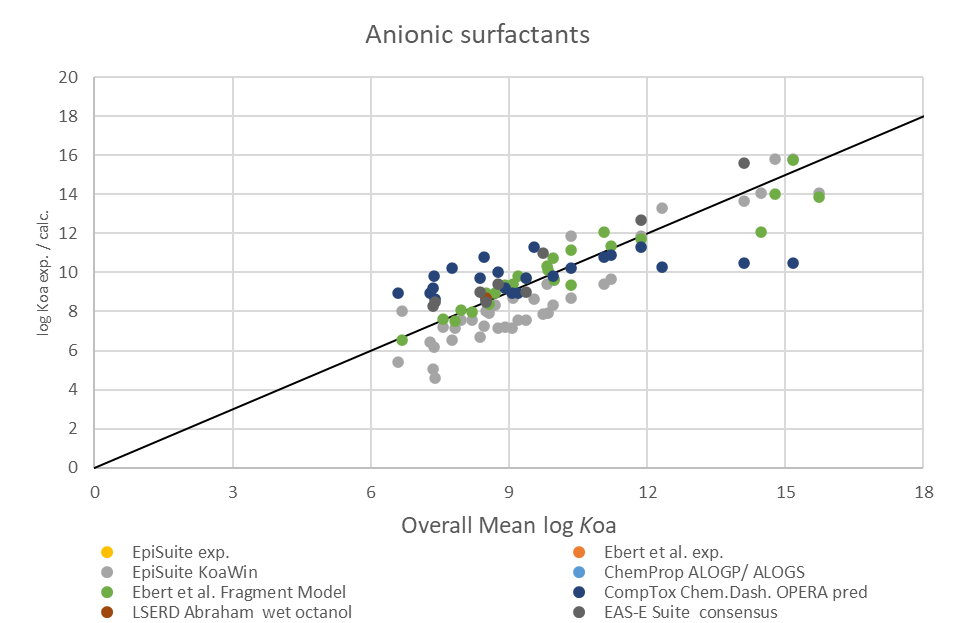 Anionic surfactants
20
18
16
14
12
10
8
6
4
2
0
log Koa exp. / calc.
0 3 6 9 12 15 18
Overall Mean log Koa
EpiSuite exp. Ebert et al. exp.
EpiSuite KoaWin ChemProp ALOGP/ ALOGS
Ebert et al. Fragment Model CompTox Chem.Dash. OPERA pred
LSERD Abraham wet octanol EAS-E Suite consensus